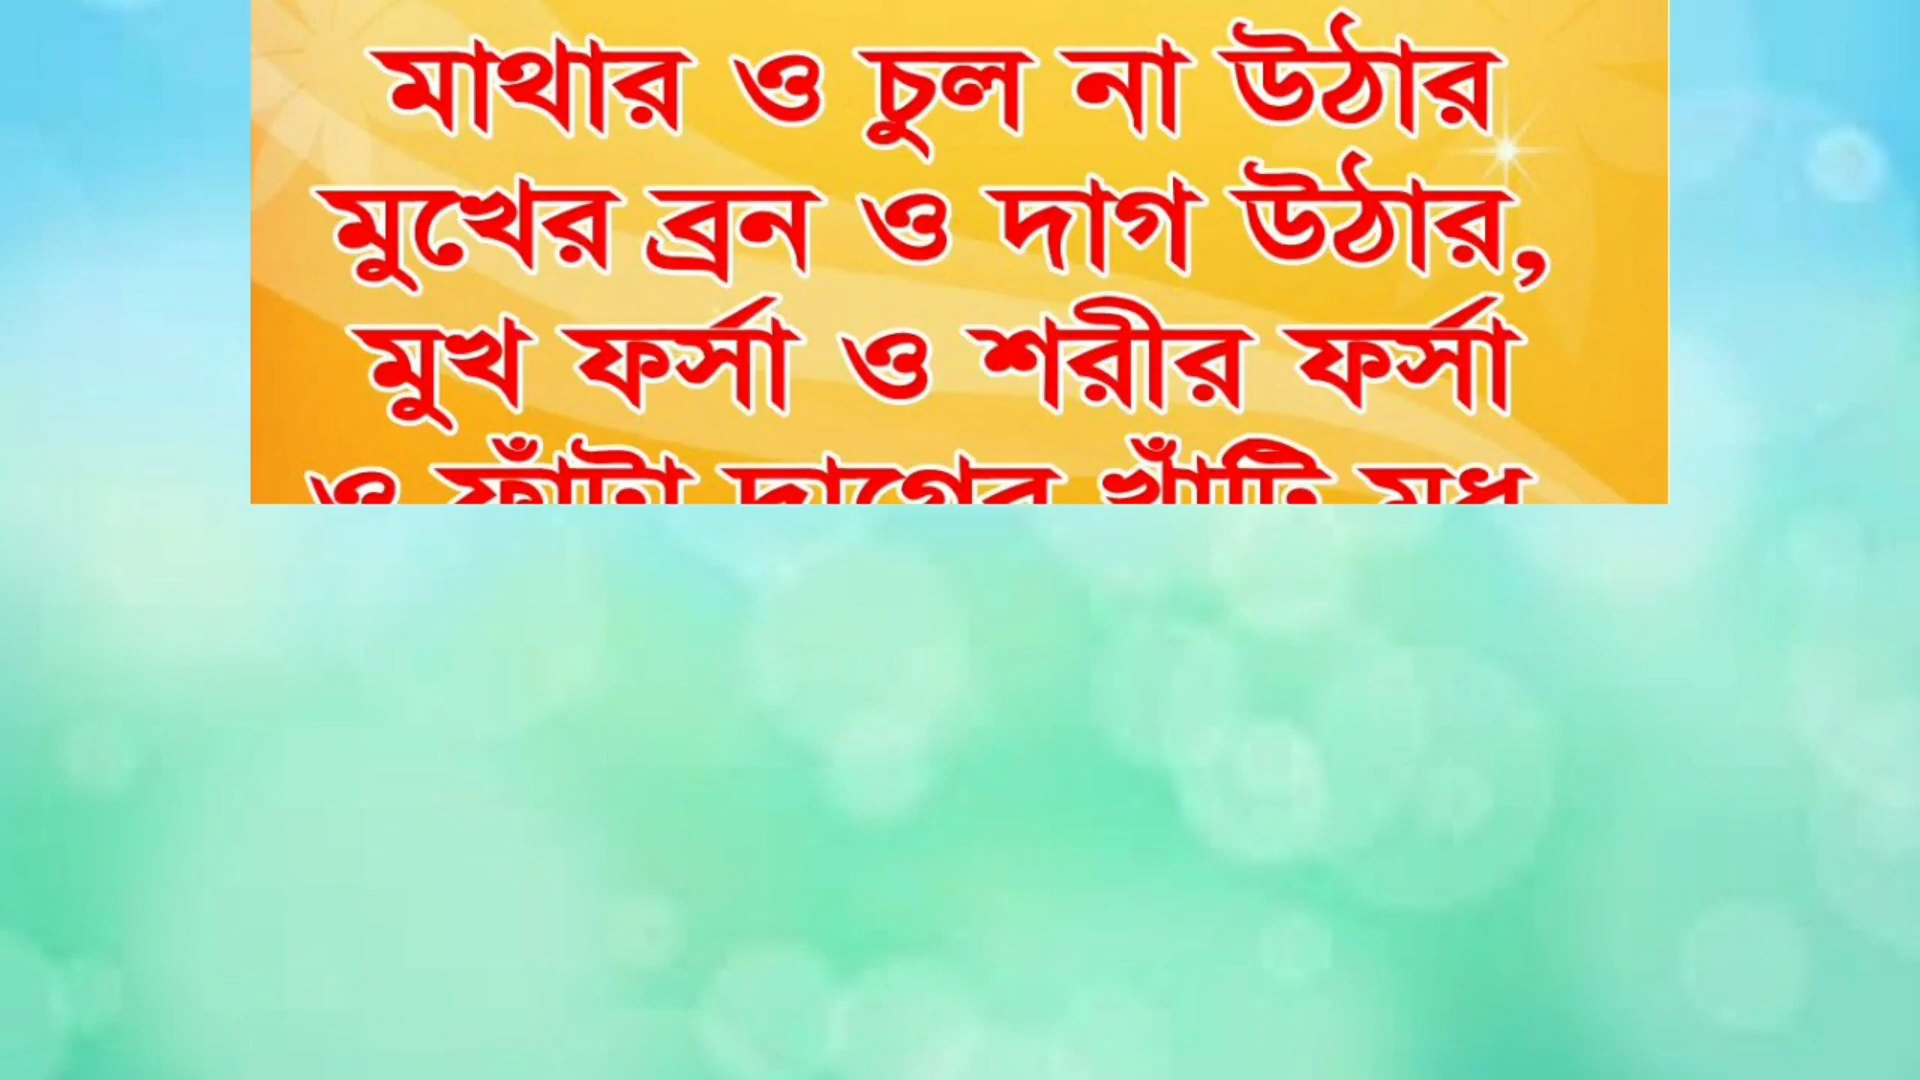 মাথার ও চুল না উঠার
মুখের ব্রন ও দাগ উঠার,
মুখ ফর্সা ও শরীর ফর্সা
ও ফাঁটা দাগের খাঁটি